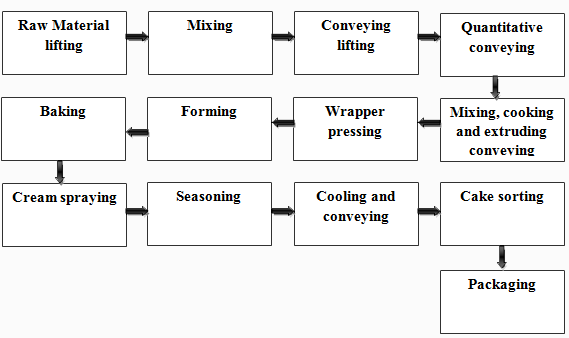 Raw Material
lifting
Mixing
Conveying
lifting
Quantitative
conveying
Mixing, cooking
and extruding
conveying
Wrapper
pressing
Forming
Baking
Cream spraying
Seasoning
Cooling and
conveying
Cake sorting
Packaging